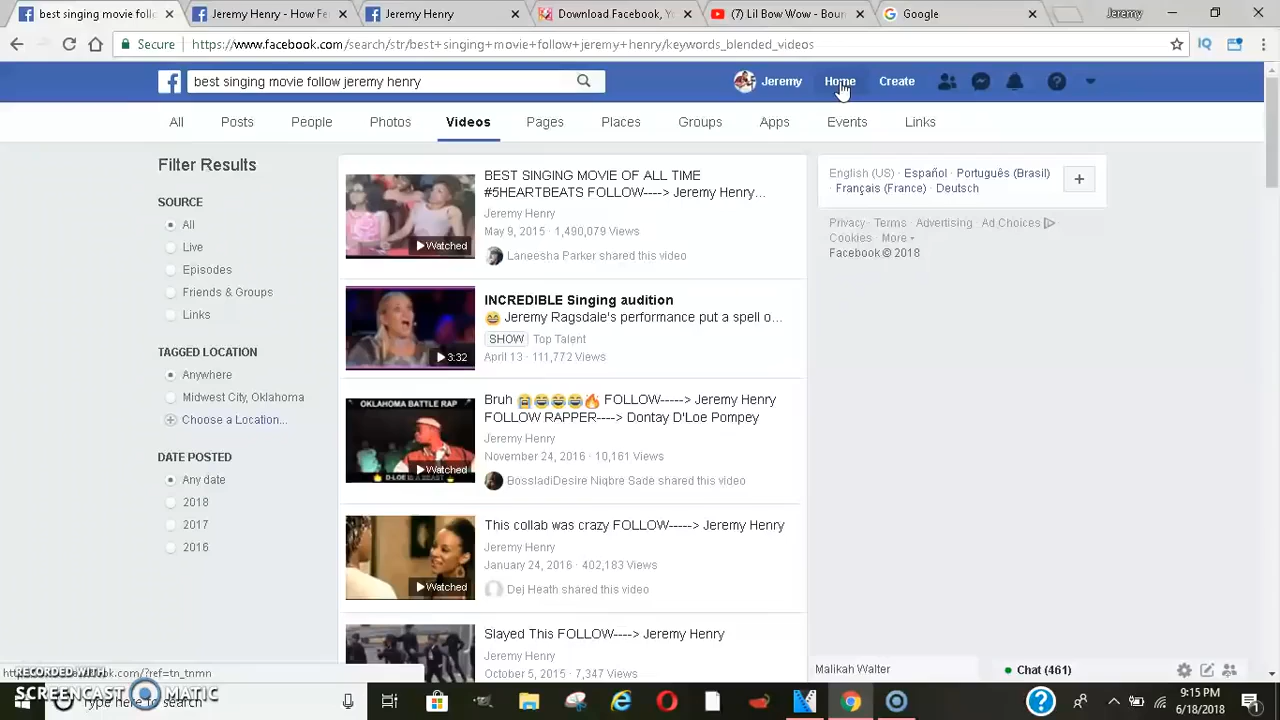 best singing movie follo
Jeremy Henry - How Fe
Jeremy Henry
Download Facebook, Yo
(7) Lil Bow Wow - Boun
Google
Jeremy
Secure
https://www.facebook.com/search/str/best+singing+movie+follow+jeremy+henry/keywords_blended_videos
best singing movie follow jeremy henry
Jeremy
Home
Create
All
Posts
People
Photos
Videos
Pages
Places
Groups
Apps
Events
Links
Filter Results
SOURCE
All
Live
Episodes
Friends & Groups
Links
TAGGED LOCATION
Anywhere
Midwest City, Oklahoma
Choose a Location...
DATE POSTED
Any date
2018
2017
2016
BEST SINGING MOVIE OF ALL TIME
#5HEARTBEATS FOLLOW----> Jeremy Henry...
Jeremy Henry
May 9, 2015 · 1,490,079 Views
Watched
Laneesha Parker shared this video
INCREDIBLE Singing audition
😄 Jeremy Ragsdale's performance put a spell o...
SHOW Top Talent
April 13 · 111,772 Views
3:32
Bruh 😭😂😂😂🔥 FOLLOW-----> Jeremy Henry
FOLLOW RAPPER----> Dontay D'Loe Pompey
Jeremy Henry
November 24, 2016 · 10,161 Views
OKLAHOMA BATTLE RAP
Watched
D-LOE IS A BEAST
BossladiDesire Niqbre Sade shared this video
This collab was crazy FOLLOW-----> Jeremy Henry
Jeremy Henry
January 24, 2016 · 402,183 Views
Watched
Dej Heath shared this video
Slayed This FOLLOW----> Jeremy Henry
Jeremy Henry
October 5, 2015 · 7,347 Views
English (US) · Español · Português (Brasil)
· Français (France) · Deutsch
Privacy · Terms · Advertising · Ad Choices
Cookies · More
Facebook © 2018
Malikah Walter
Chat (461)
RECORDED WITH
SCREENCAST MATIC
Type here to search
9:15 PM
6/18/2018